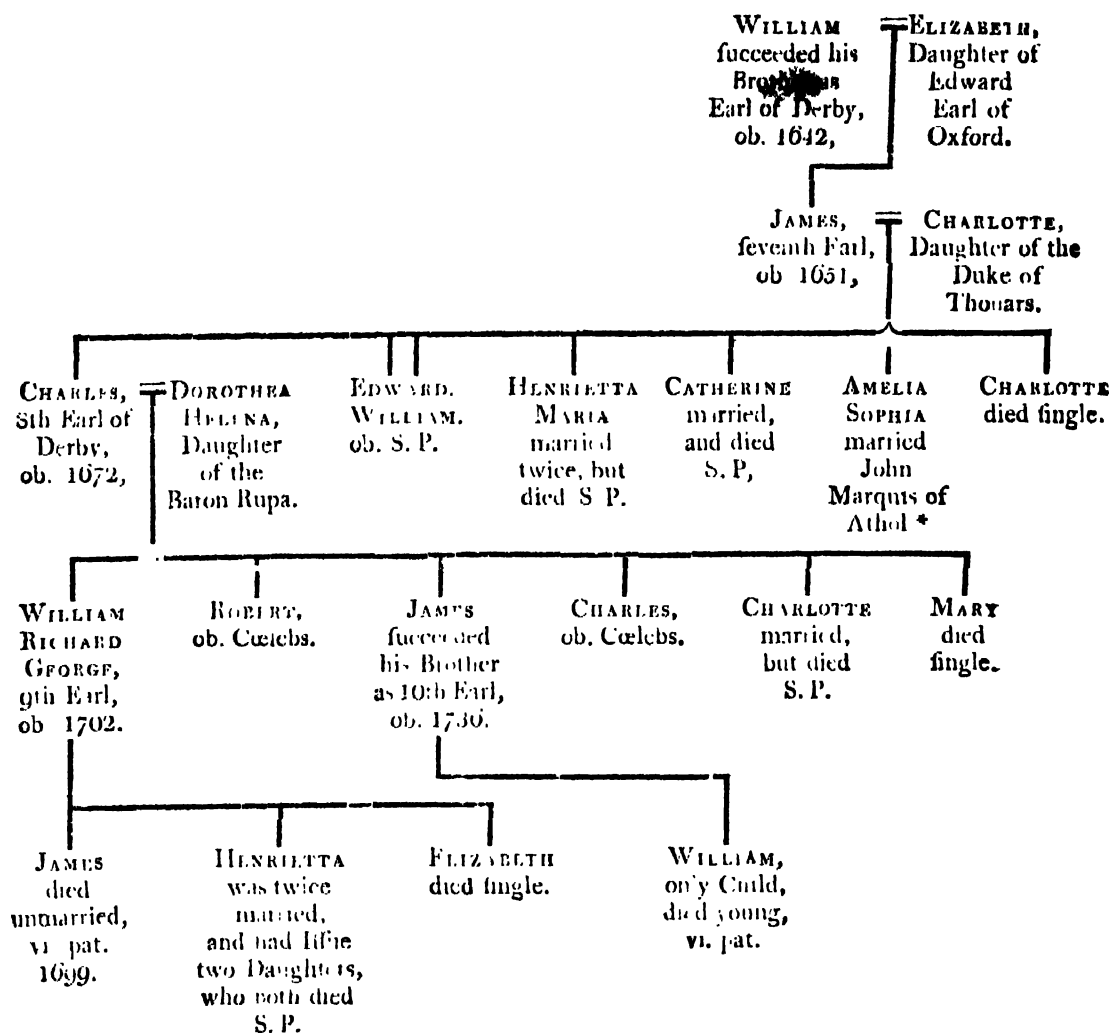 WILLIAM
ſucceeded his
Brother as
Earl of Derby,
ob. 1642,
ELIZABETH,
Daughter of
Edward
Earl of
Oxford.
JAMES,
ſeventh Earl,
ob 1651,
CHARLOTTE,
Daughter of the
Duke of
Thouars.
CHARLES,
8th Earl of
Derby,
ob. 1672,
DOROTHEA
HELENA,
Daughter
of the
Baron Rupa.
EDWARD.
WILLIAM.
ob. S. P.
HENRIETTA
MARIA
married
twice, but
died S P.
CATHERINE
married,
and died
S. P,
AMELIA
SOPHIA
married
John
Marquis of
Athol *
CHARLOTTE
died ſingle.
WILLIAM
RICHARD
GEORGE,
9th Earl,
ob 1702.
ROBERT,
ob. Cœlebs.
JAMES
ſucceeded
his Brother
as 10th Earl,
ob. 1736.
CHARLES,
ob. Cœlebs.
CHARLOTTE
married,
but died
S. P.
MARY
died
ſingle.
JAMES
died
unmarried,
vi pat.
1699.
HENRIETTA
was twice
married,
and had Iſſue
two Daughters,
who both died
S. P.
ELIZABETH
died ſingle.
WILLIAM,
only Child,
died young,
vi. pat.